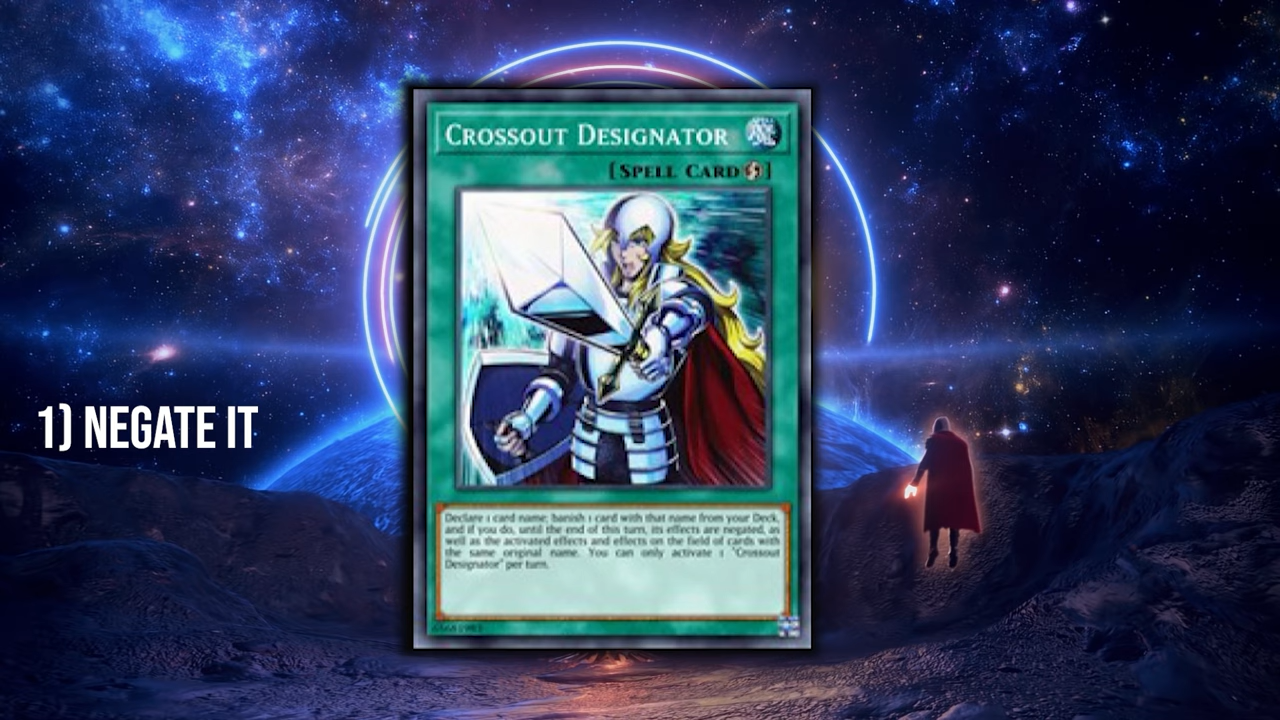 CROSSOUT DESIGNATOR
[SPELL CARD]
1) NEGATE IT
Declare 1 card name; banish 1 card with that name from your Deck,
and if you do, until the end of this turn, its effects are negated, as
well as the activated effects and effects on the field of cards with
the same original name. You can only activate 1 "Crossout
Designator" per turn.